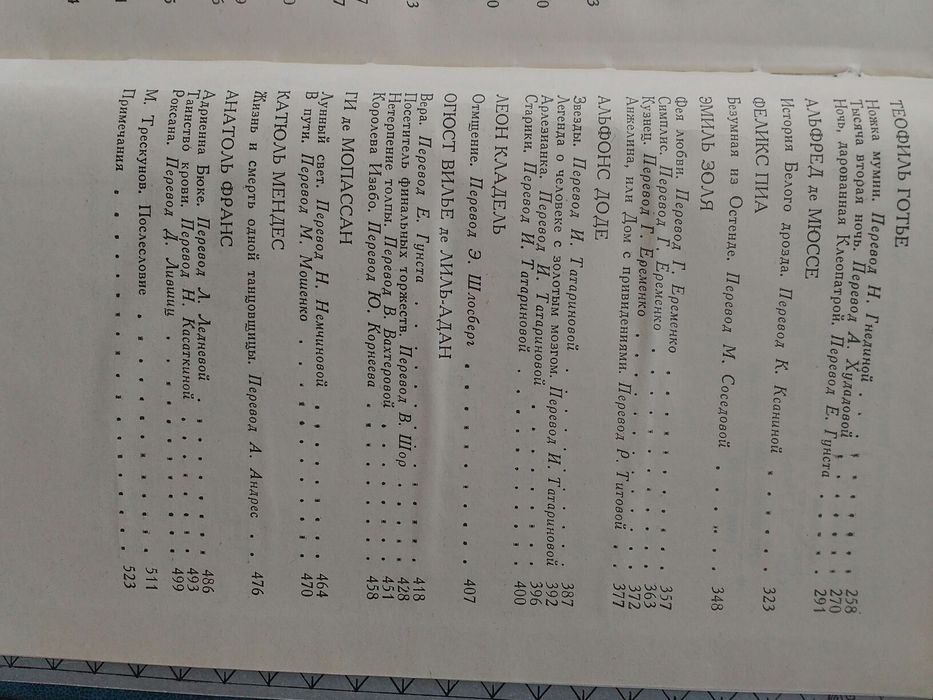 ТЕОФИЛЬ ГОТЬЕ
Ножка мумии. Перевод Н. Гнединой . . . . . . 258
Тысяча вторая ночь. Перевод А. Худадовой . . . . . . 270
Ночь, дарованная Клеопатрой. Перевод Е. Гунста . . . . 291
АЛЬФРЕД де МЮССЕ
История Белого дрозда. Перевод К. Ксаниной . . . . . 323
ФЕЛИКС ПИА
Безумная из Остенде. Перевод М. Соседовой . . . . . 348
ЭМИЛЬ ЗОЛЯ
Фея любви. Перевод Г. Еременко . . . . . . . 357
Симплис. Перевод Г. Еременко . . . . . . . 363
Кузнец. Перевод Г. Еременко . . . . . . . 372
Анжелина, или Дом с привидениями. Перевод Р. Титовой . . 377
АЛЬФОНС ДОДЕ
Звезды. Перевод И. Татариновой . . . . . . . 387
Легенда о человеке с золотым мозгом. Перевод И. Татариновой 392
Арлезианка. Перевод И. Татариновой . . . . . . 396
Старики. Перевод И. Татариновой . . . . . . . 400
ЛЕОН КЛАДЕЛЬ
Отмщение. Перевод Э. Шлосберг . . . . . . . 407
ОГЮСТ ВИЛЬЕ де ЛИЛЬ-АДАН
Вера. Перевод Е. Гунста . . . . . . . . 418
Посетитель финальных торжеств. Перевод В. Шор . . . . 428
Нетерпение толпы. Перевод В. Вахтеровой . . . . . . 451
Королева Изабо. Перевод Ю. Корнеева . . . . . . 458
ГИ де МОПАССАН
Лунный свет. Перевод Н. Немчиновой . . . . . . 464
В пути. Перевод М. Мошенко . . . . . . . 470
КАТЮЛЬ МЕНДЕС
Жизнь и смерть одной танцовщицы. Перевод А. Андрес . . 476
АНАТОЛЬ ФРАНС
Адриенна Бюке. Перевод Л. Ледневой . . . . . . 486
Таинство крови. Перевод Н. Касаткиной . . . . . . 493
Роксана. Перевод Д. Лившиц . . . . . . . 499
М. Трескунов. Послесловие . . . . . . . . 511
Примечания . . . . . . . . . . . . 523